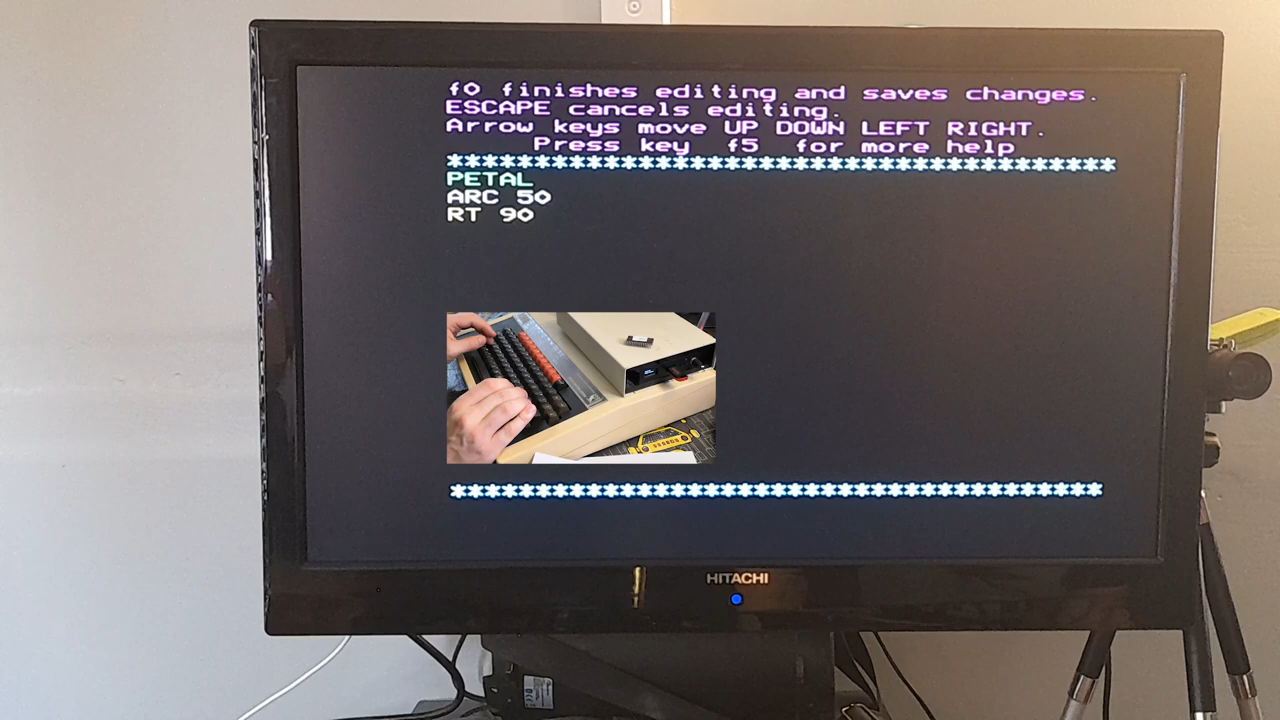 f0 finishes editing and saves changes.
ESCAPE cancels editing.
Arrow keys move UP DOWN LEFT RIGHT.
Press key f5 for more help
***************************************
PETAL
ARC 50
RT 90
**************************************
HITACHI